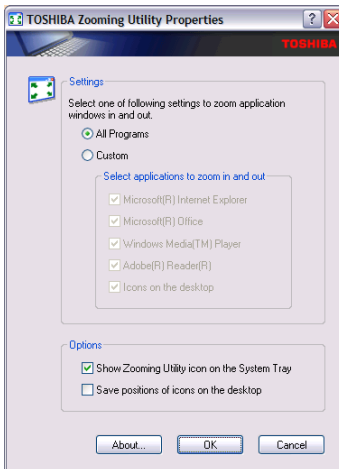 TOSHIBA Zooming Utility Properties
TOSHIBA
Settings
Select one of following settings to zoom application
windows in and out.
All Programs
Custom
Select applications to zoom in and out
Microsoft(R) Internet Explorer
Microsoft(R) Office
Windows Media(TM) Player
Adobe(R) Reader(R)
Icons on the desktop
Options
Show Zooming Utility icon on the System Tray
Save positions of icons on the desktop
About... OK Cancel